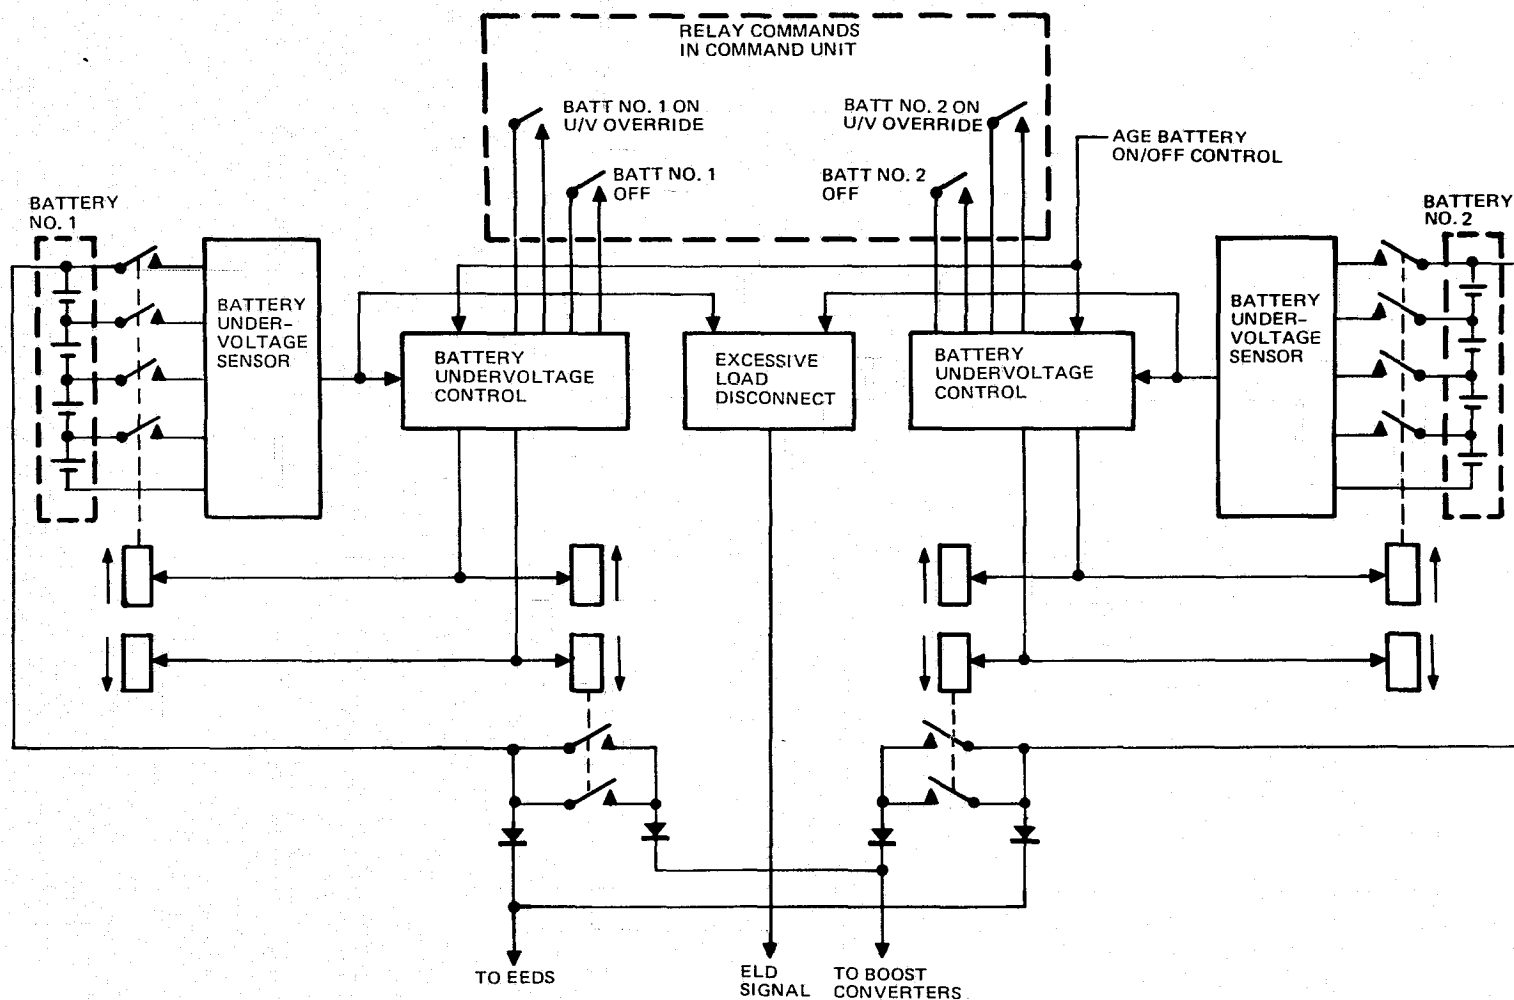 RELAY COMMANDS
IN COMMAND UNIT
BATT NO. 1 ON
U/V OVERRIDE
BATT NO. 2 ON
U/V OVERRIDE
AGE BATTERY
ON/OFF CONTROL
BATT NO. 1
OFF
BATT NO. 2
OFF
BATTERY
NO. 1
BATTERY
NO. 2
BATTERY
UNDER-
VOLTAGE
SENSOR
BATTERY
UNDERVOLTAGE
CONTROL
EXCESSIVE
LOAD
DISCONNECT
BATTERY
UNDERVOLTAGE
CONTROL
BATTERY
UNDER-
VOLTAGE
SENSOR
TO EEDS
ELD
SIGNAL
TO BOOST
CONVERTERS